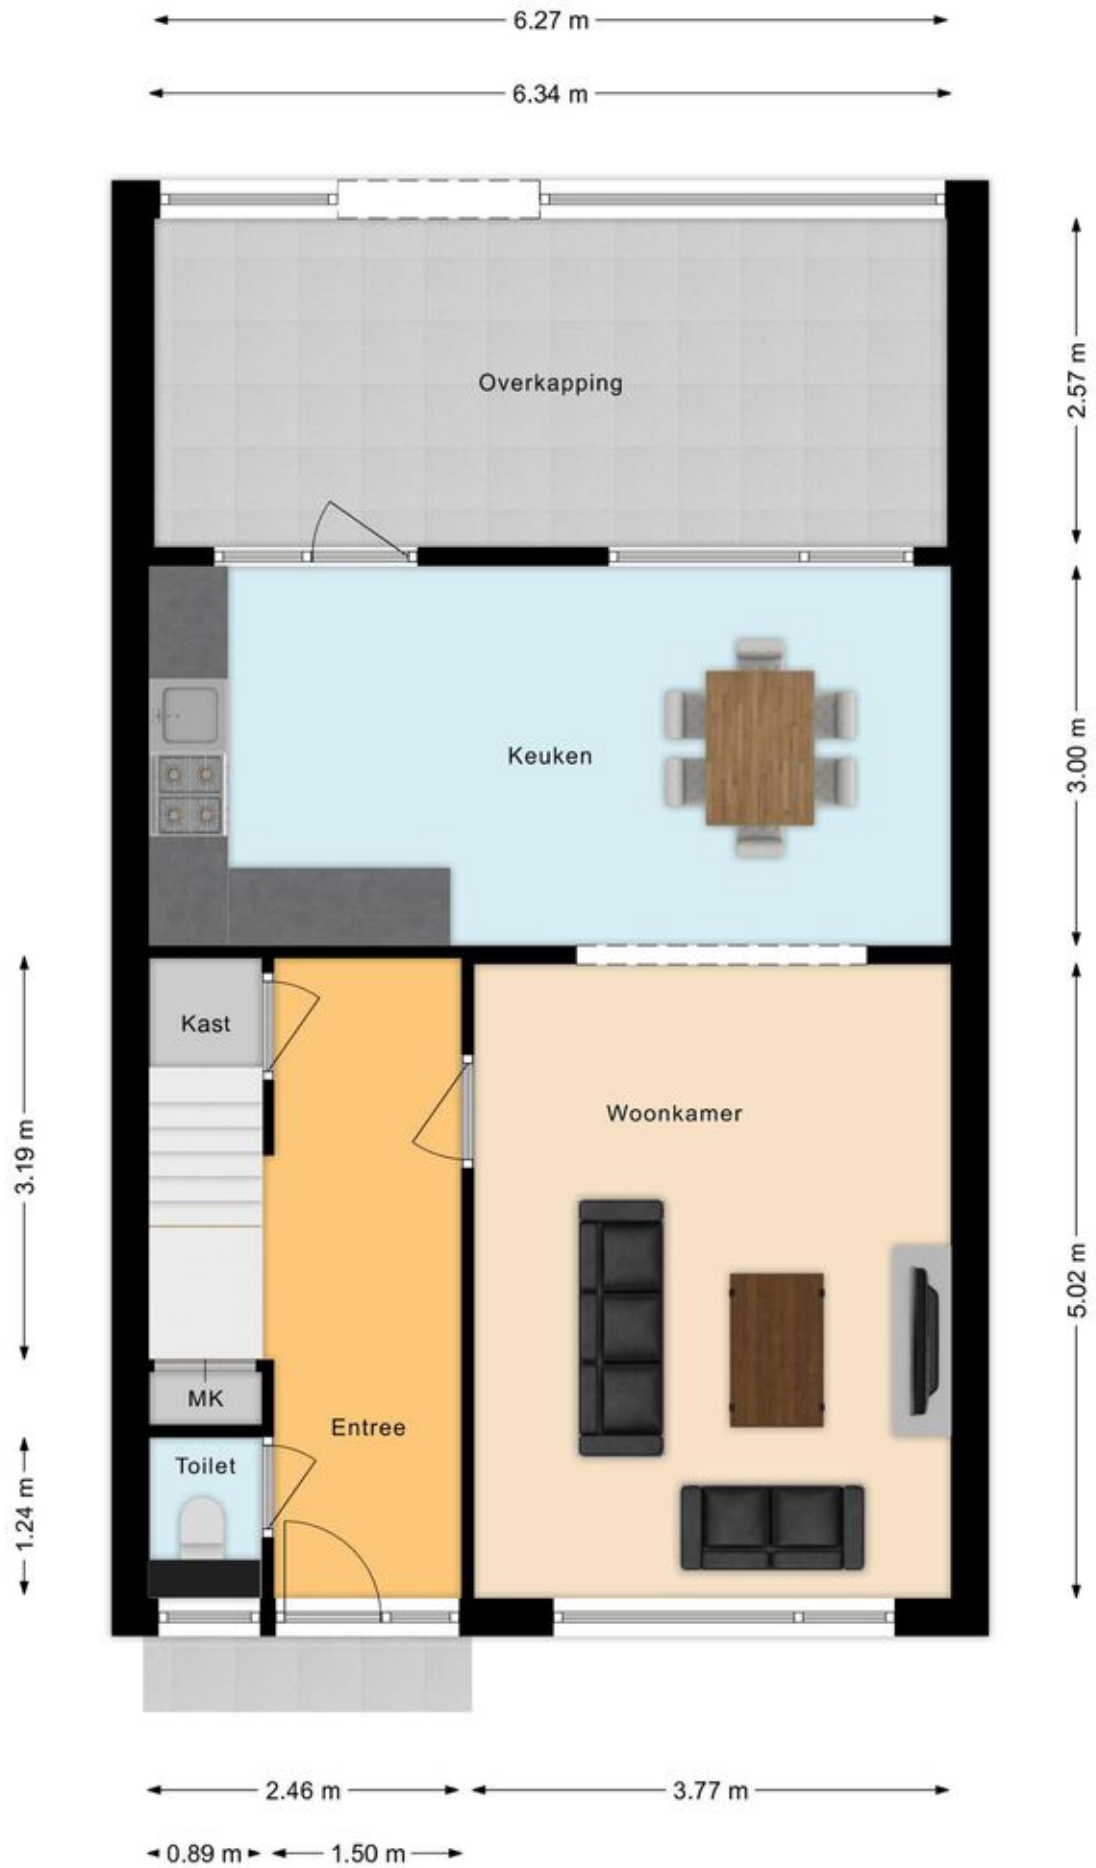 6.27 m
6.34 m
Overkapping
2.57 m
Keuken
3.00 m
Kast
Woonkamer
3.19 m
5.02 m
MK
Entree
Toilet
1.24 m
2.46 m
3.77 m
0.89 m
1.50 m